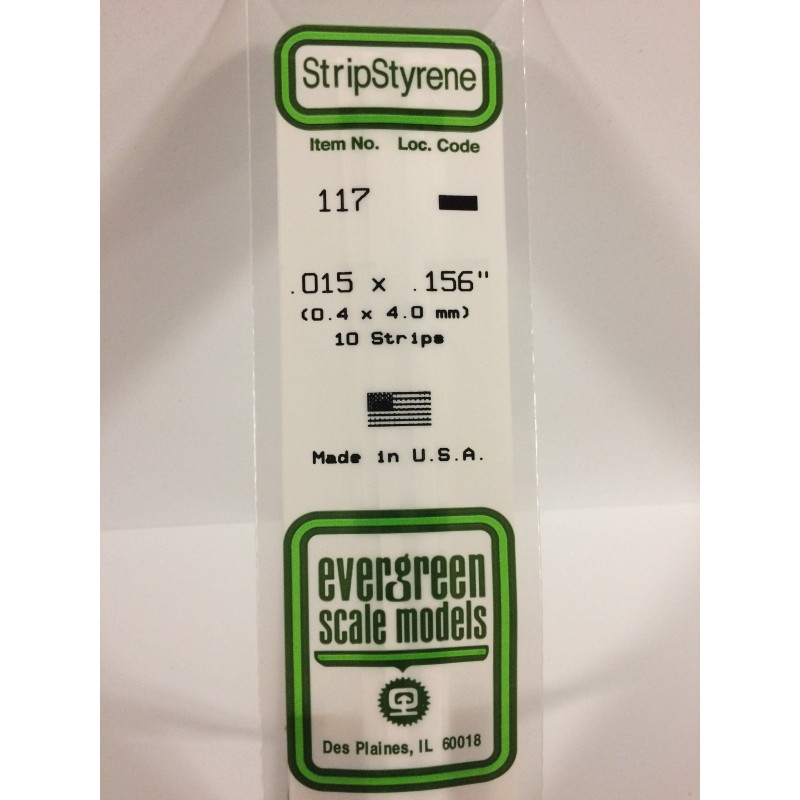 StripStyrene
Item No. Loc. Code
117
.015 x .156"
(0.4 x 4.0 mm)
10 Strips
Made in U.S.A.
evergreen
scale models
Des Plaines, IL 60018